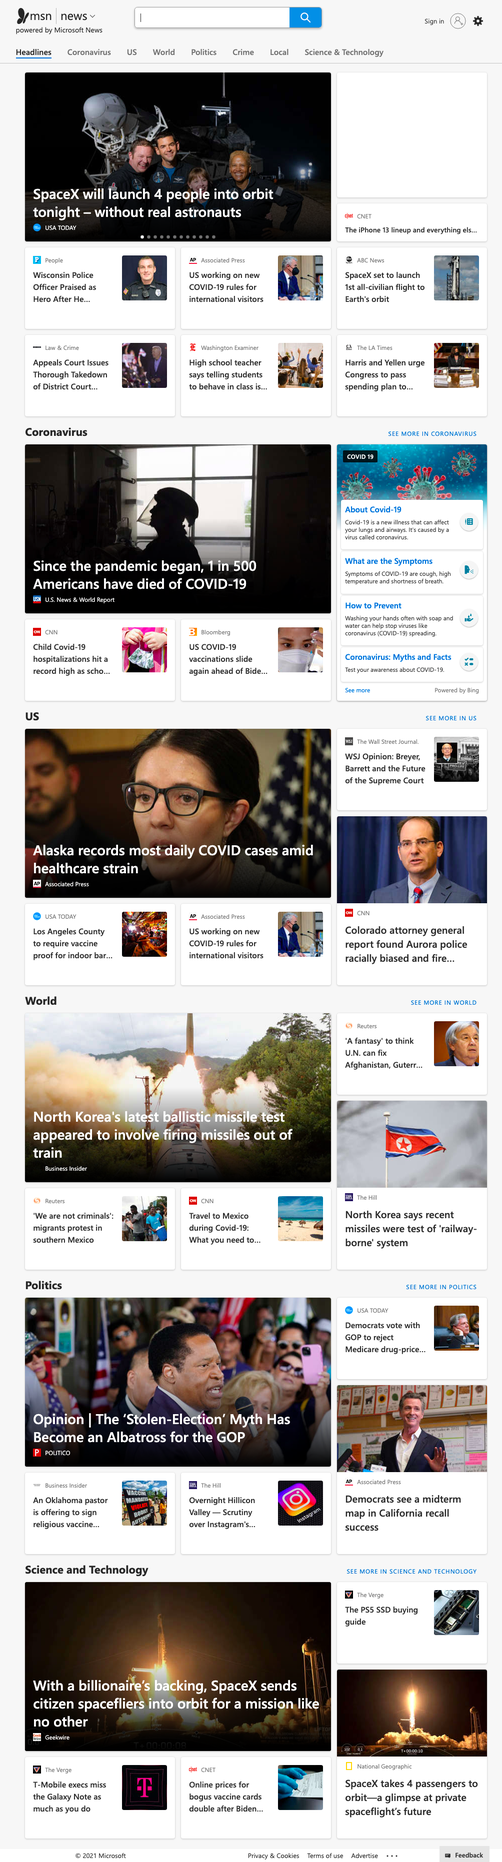 msn | news
powered by Microsoft News
Sign in
Headlines Coronavirus US World Politics Crime Local Science & Technology
SpaceX will launch 4 people into orbit
tonight – without real astronauts
USA TODAY
CNET
The iPhone 13 lineup and everything els...
People
Wisconsin Police
Officer Praised as
Hero After He...
Associated Press
US working on new
COVID-19 rules for
international visitors
ABC News
SpaceX set to launch
1st all-civilian flight to
Earth's orbit
Law & Crime
Appeals Court Issues
Thorough Takedown
of District Court...
Washington Examiner
High school teacher
says telling students
to behave in class is...
The LA Times
Harris and Yellen urge
Congress to pass
spending plan to...
Coronavirus
SEE MORE IN CORONAVIRUS
Since the pandemic began, 1 in 500
Americans have died of COVID-19
U.S. News & World Report
COVID 19
About Covid-19
Covid-19 is a new illness that can affect
your lungs and airways. It's caused by a
virus called coronavirus.
What are the Symptoms
Symptoms of COVID-19 are cough, high
temperature and shortness of breath.
How to Prevent
Washing your hands often with soap and
water can help stop viruses like
coronavirus (COVID-19) spreading.
Coronavirus: Myths and Facts
Test your awareness about COVID-19.
See more
Powered by Bing
CNN
Child Covid-19
hospitalizations hit a
record high as scho...
Bloomberg
US COVID-19
vaccinations slide
again ahead of Bide...
US
SEE MORE IN US
Alaska records most daily COVID cases amid
healthcare strain
AP Associated Press
The Wall Street Journal.
WSJ Opinion: Breyer,
Barrett and the Future
of the Supreme Court
CNN
Colorado attorney general
report found Aurora police
racially biased and fire...
USA TODAY
Los Angeles County
to require vaccine
proof for indoor bar...
AP Associated Press
US working on new
COVID-19 rules for
international visitors
World
SEE MORE IN WORLD
North Korea's latest ballistic missile test
appeared to involve firing missiles out of
train
Business Insider
Reuters
'A fantasy' to think
U.N. can fix
Afghanistan, Guterr...
The Hill
North Korea says recent
missiles were test of 'railway-
borne' system
Reuters
'We are not criminals':
migrants protest in
southern Mexico
CNN
Travel to Mexico
during Covid-19:
What you need to...
Politics
SEE MORE IN POLITICS
Opinion | The ‘Stolen-Election’ Myth Has
Become an Albatross for the GOP
POLITICO
USA TODAY
Democrats vote with
GOP to reject
Medicare drug-price...
AP Associated Press
Democrats see a midterm
map in California recall
success
Business Insider
An Oklahoma pastor
is offering to sign
religious vaccine...
VACCINE
MANDATES
The Hill
Overnight Hillicon
Valley — Scrutiny
over Instagram's...
Instagram
Science and Technology
SEE MORE IN SCIENCE AND TECHNOLOGY
With a billionaire’s backing, SpaceX sends
citizen spacefliers into orbit for a mission like
no other
Geekwire
The Verge
The PS5 SSD buying
guide
National Geographic
SpaceX takes 4 passengers to
orbit—a glimpse at private
spaceflight’s future
The Verge
T-Mobile execs miss
the Galaxy Note as
much as you do
CNET
Online prices for
bogus vaccine cards
double after Biden...
© 2021 Microsoft
Privacy & Cookies Terms of use Advertise
Feedback